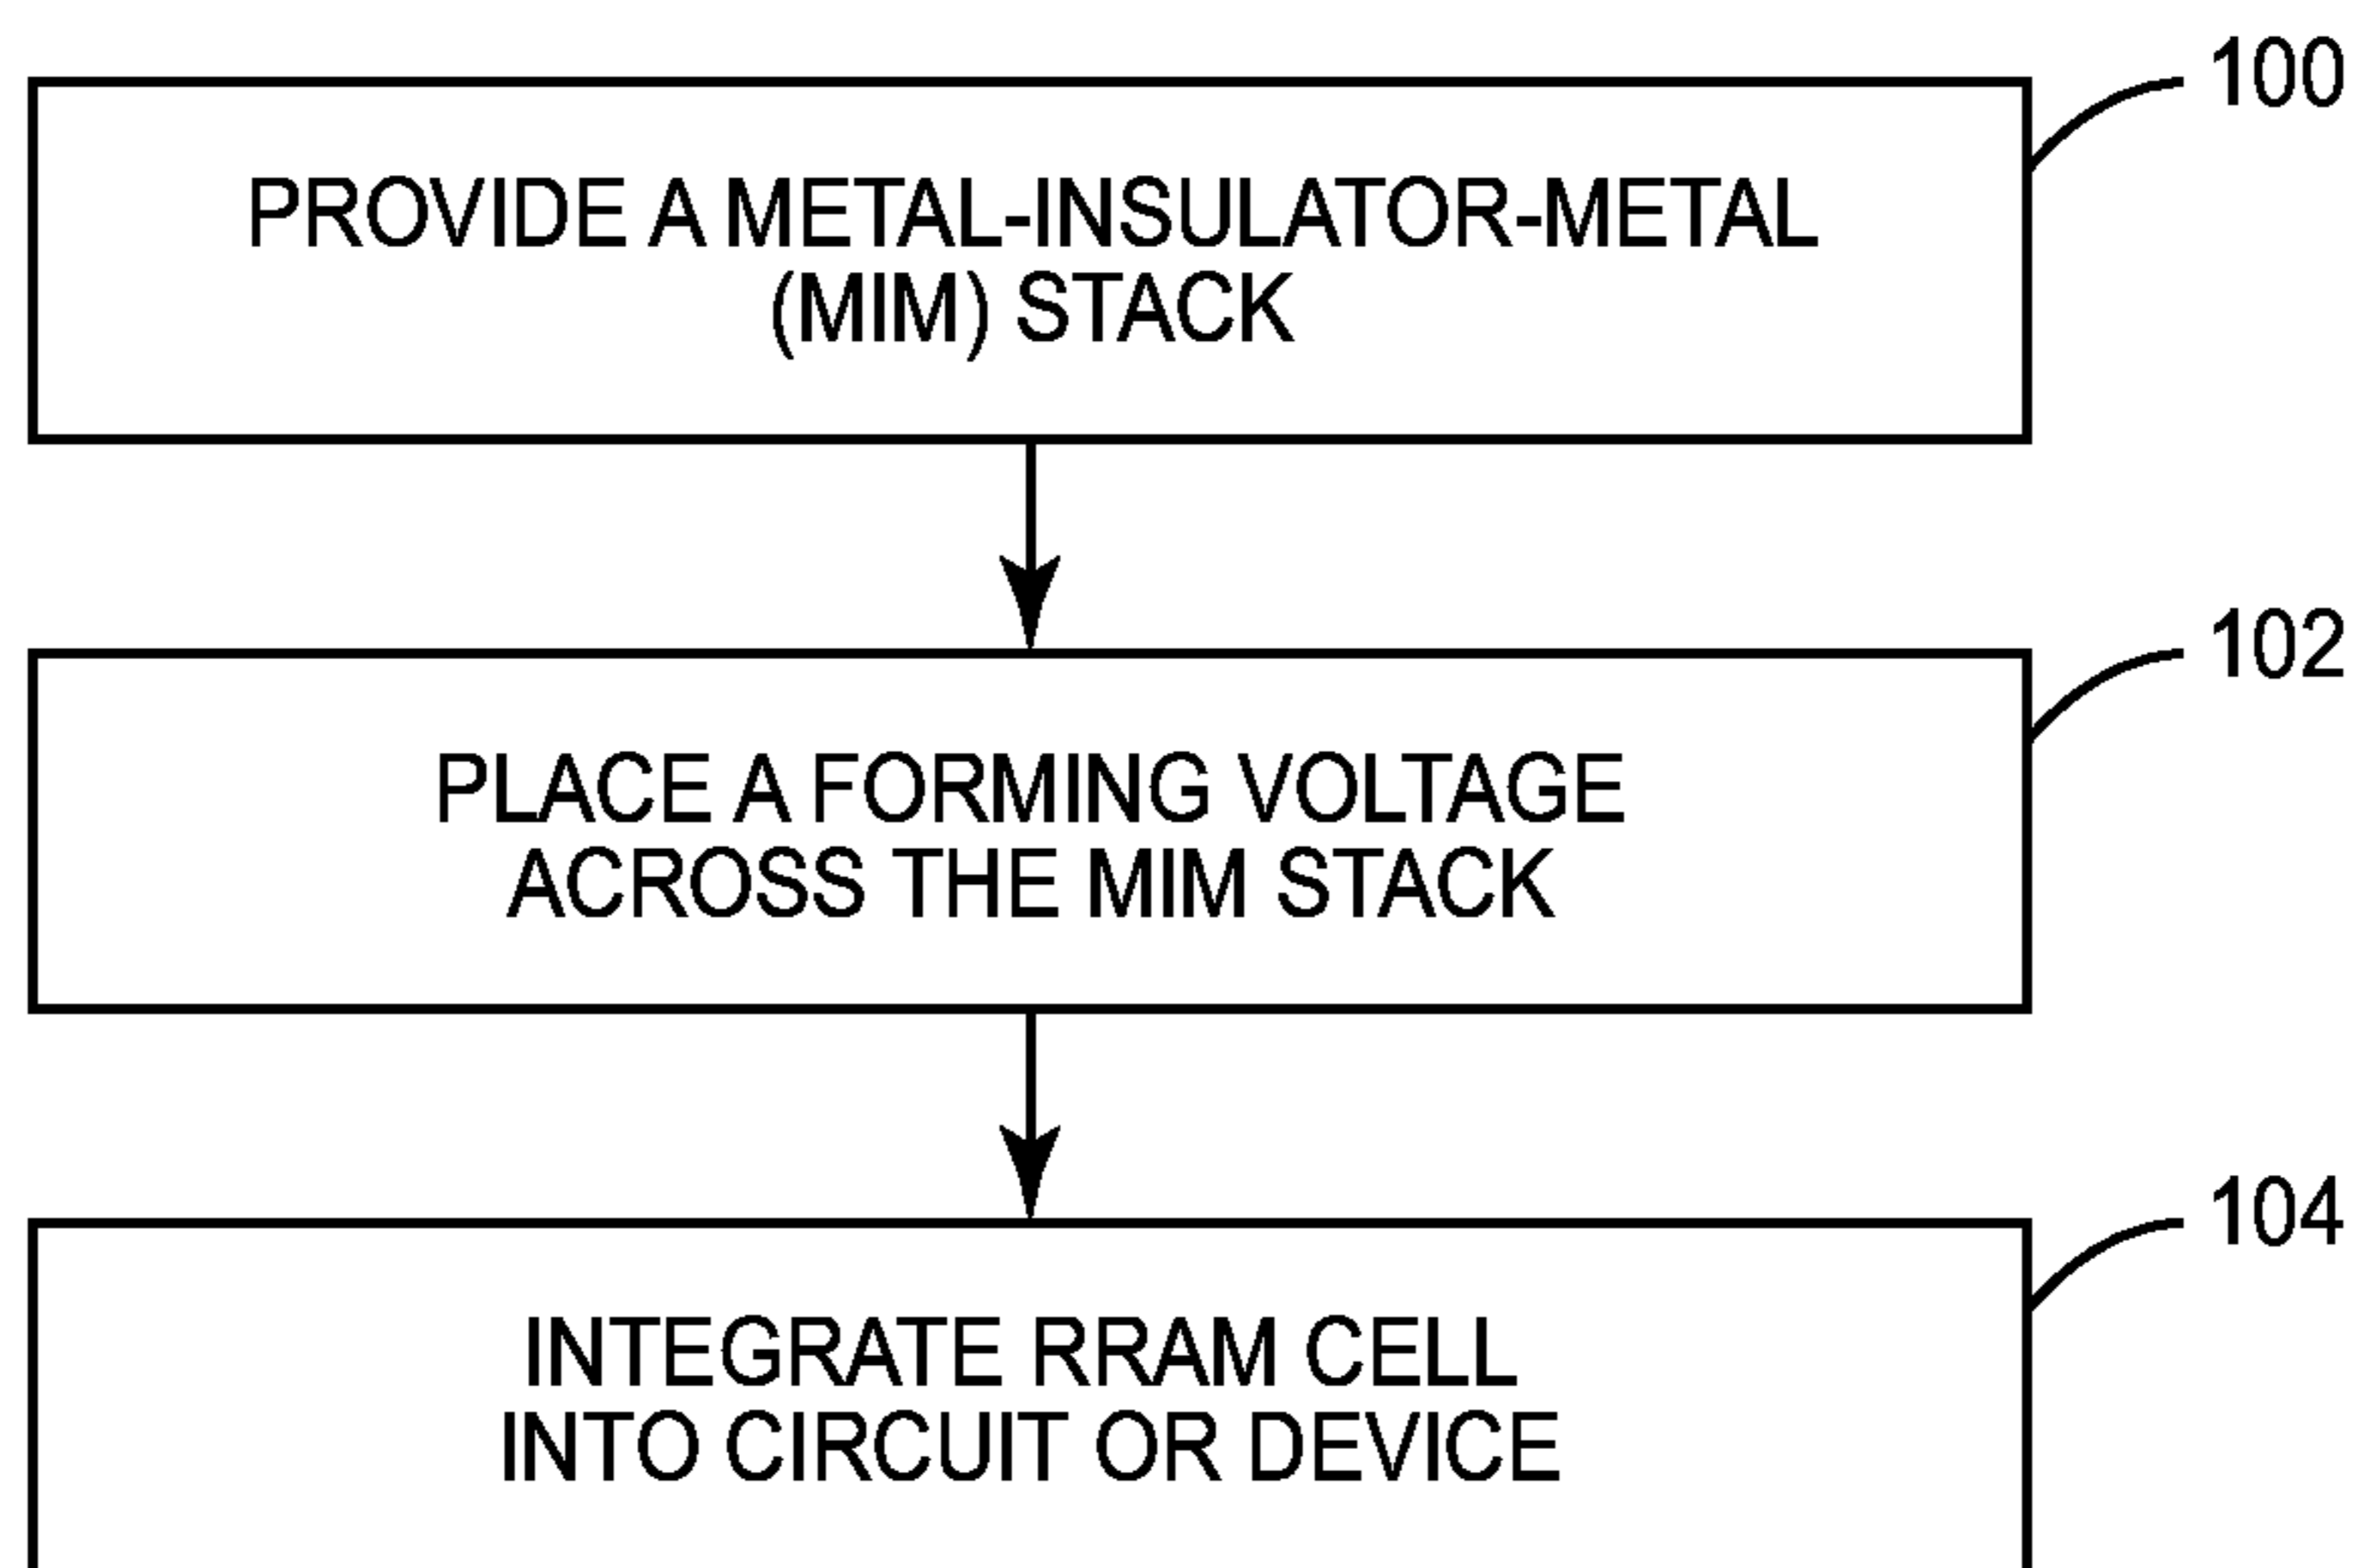 100
PROVIDE A METAL-INSULATOR-METAL
(MIM) STACK
102
PLACE A FORMING VOLTAGE
ACROSS THE MIM STACK
104
INTEGRATE RRAM CELL
INTO CIRCUIT OR DEVICE